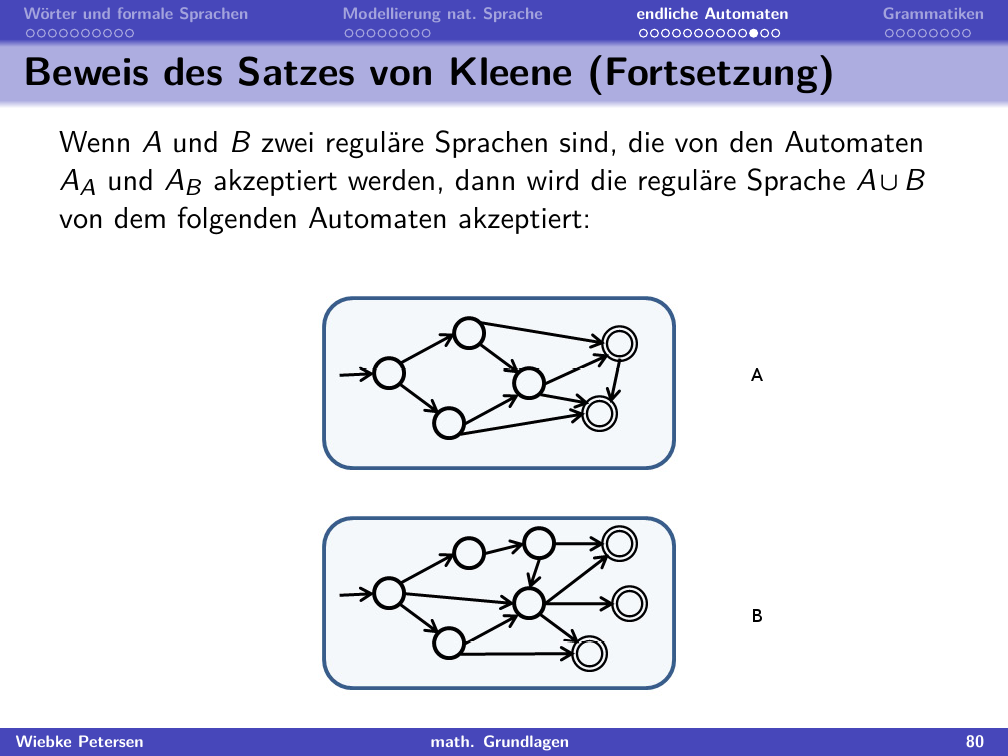 Wörter und formale Sprachen Modellierung nat. Sprache endliche Automaten Grammatiken
Beweis des Satzes von Kleene (Fortsetzung)
Wenn A und B zwei reguläre Sprachen sind, die von den Automaten
A_A und A_B akzeptiert werden, dann wird die reguläre Sprache A ∪ B
von dem folgenden Automaten akzeptiert:
A
B
Wiebke Petersen math. Grundlagen 80